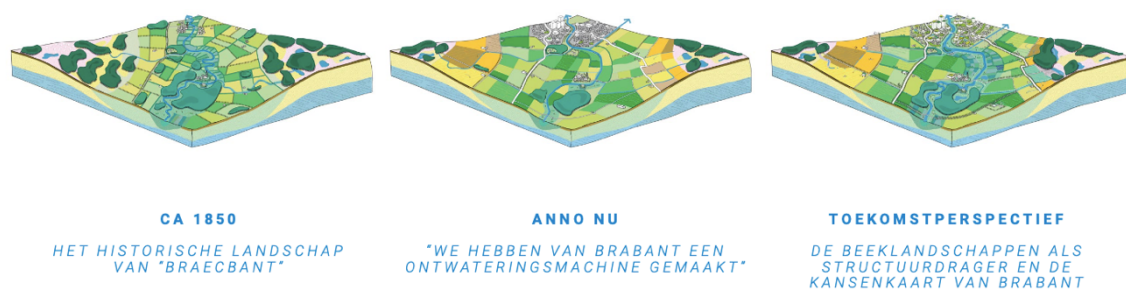 CA 1850
HET HISTORISCHE LANDSCHAP
VAN "BRAECBANT"
ANNO NU
"WE HEBBEN VAN BRABANT EEN
ONTWATERINGSMACHINE GEMAAKT"
TOEKOMSTPERSPECTIEF
DE BEEKLANDSCHAPPEN ALS
STRUCTUURDRAGER EN DE
KANSENKAART VAN BRABANT